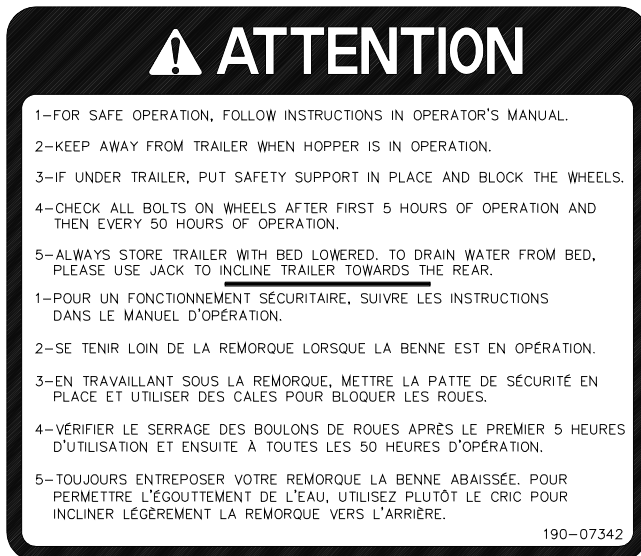 ATTENTION
1-FOR SAFE OPERATION, FOLLOW INSTRUCTIONS IN OPERATOR'S MANUAL.
2-KEEP AWAY FROM TRAILER WHEN HOPPER IS IN OPERATION.
3-IF UNDER TRAILER, PUT SAFETY SUPPORT IN PLACE AND BLOCK THE WHEELS.
4-CHECK ALL BOLTS ON WHEELS AFTER FIRST 5 HOURS OF OPERATION AND
THEN EVERY 50 HOURS OF OPERATION.
5-ALWAYS STORE TRAILER WITH BED LOWERED. TO DRAIN WATER FROM BED,
PLEASE USE JACK TO INCLINE TRAILER TOWARDS THE REAR.
1-POUR UN FONCTIONNEMENT SÉCURITAIRE, SUIVRE LES INSTRUCTIONS
DANS LE MANUEL D'OPÉRATION.
2-SE TENIR LOIN DE LA REMORQUE LORSQUE LA BENNE EST EN OPÉRATION.
3-EN TRAVAILLANT SOUS LA REMORQUE, METTRE LA PATTE DE SÉCURITÉ EN
PLACE ET UTILISER DES CALES POUR BLOQUER LES ROUES.
4-VÉRIFIER LE SERRAGE DES BOULONS DE ROUES APRÈS LE PREMIER 5 HEURES
D'UTILISATION ET ENSUITE À TOUTES LES 50 HEURES D'OPÉRATION.
5-TOUJOURS ENTREPOSER VOTRE REMORQUE LA BENNE ABAISSÉE. POUR
PERMETTRE L'ÉGOUTTEMENT DE L'EAU, UTILISEZ PLUTÔT LE CRIC POUR
INCLINER LÉGÈREMENT LA REMORQUE VERS L'ARRIÈRE.
190-07342